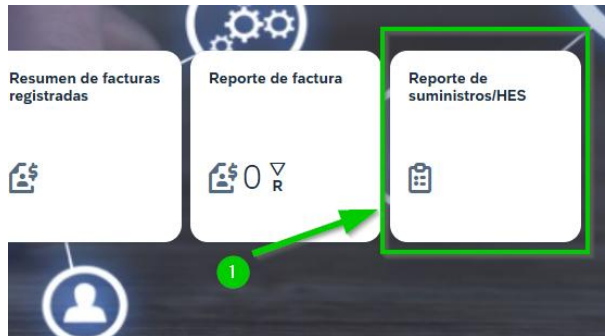 Resumen de facturas
registradas
Reporte de factura
0
R
Reporte de
suministros/HES
1